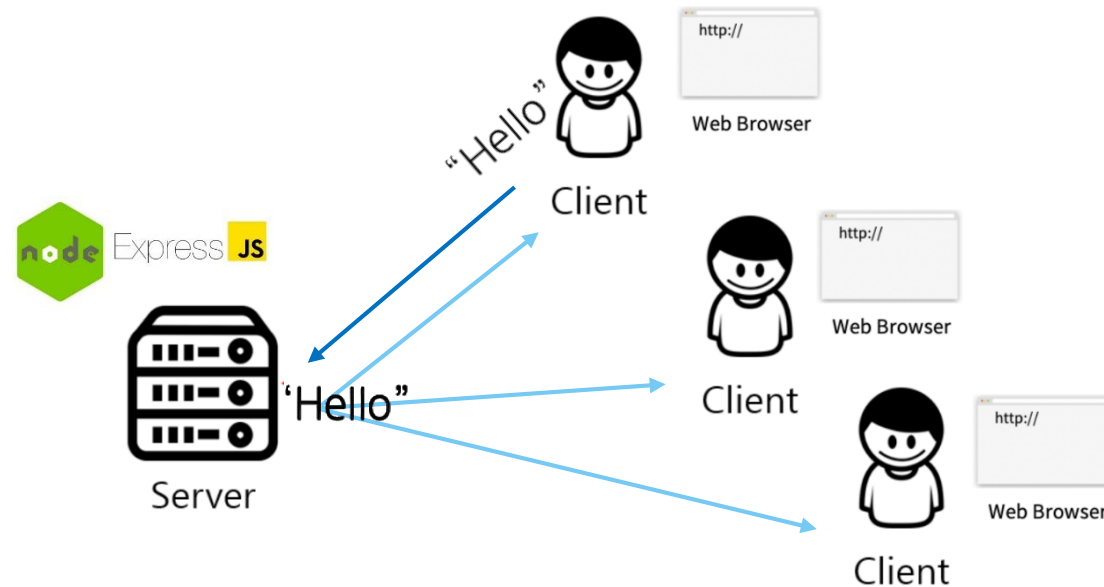 http://
Web Browser
“Hello”
Client
node
Express
JS
http://
Web Browser
‘Hello”
Client
http://
Web Browser
Server
Client